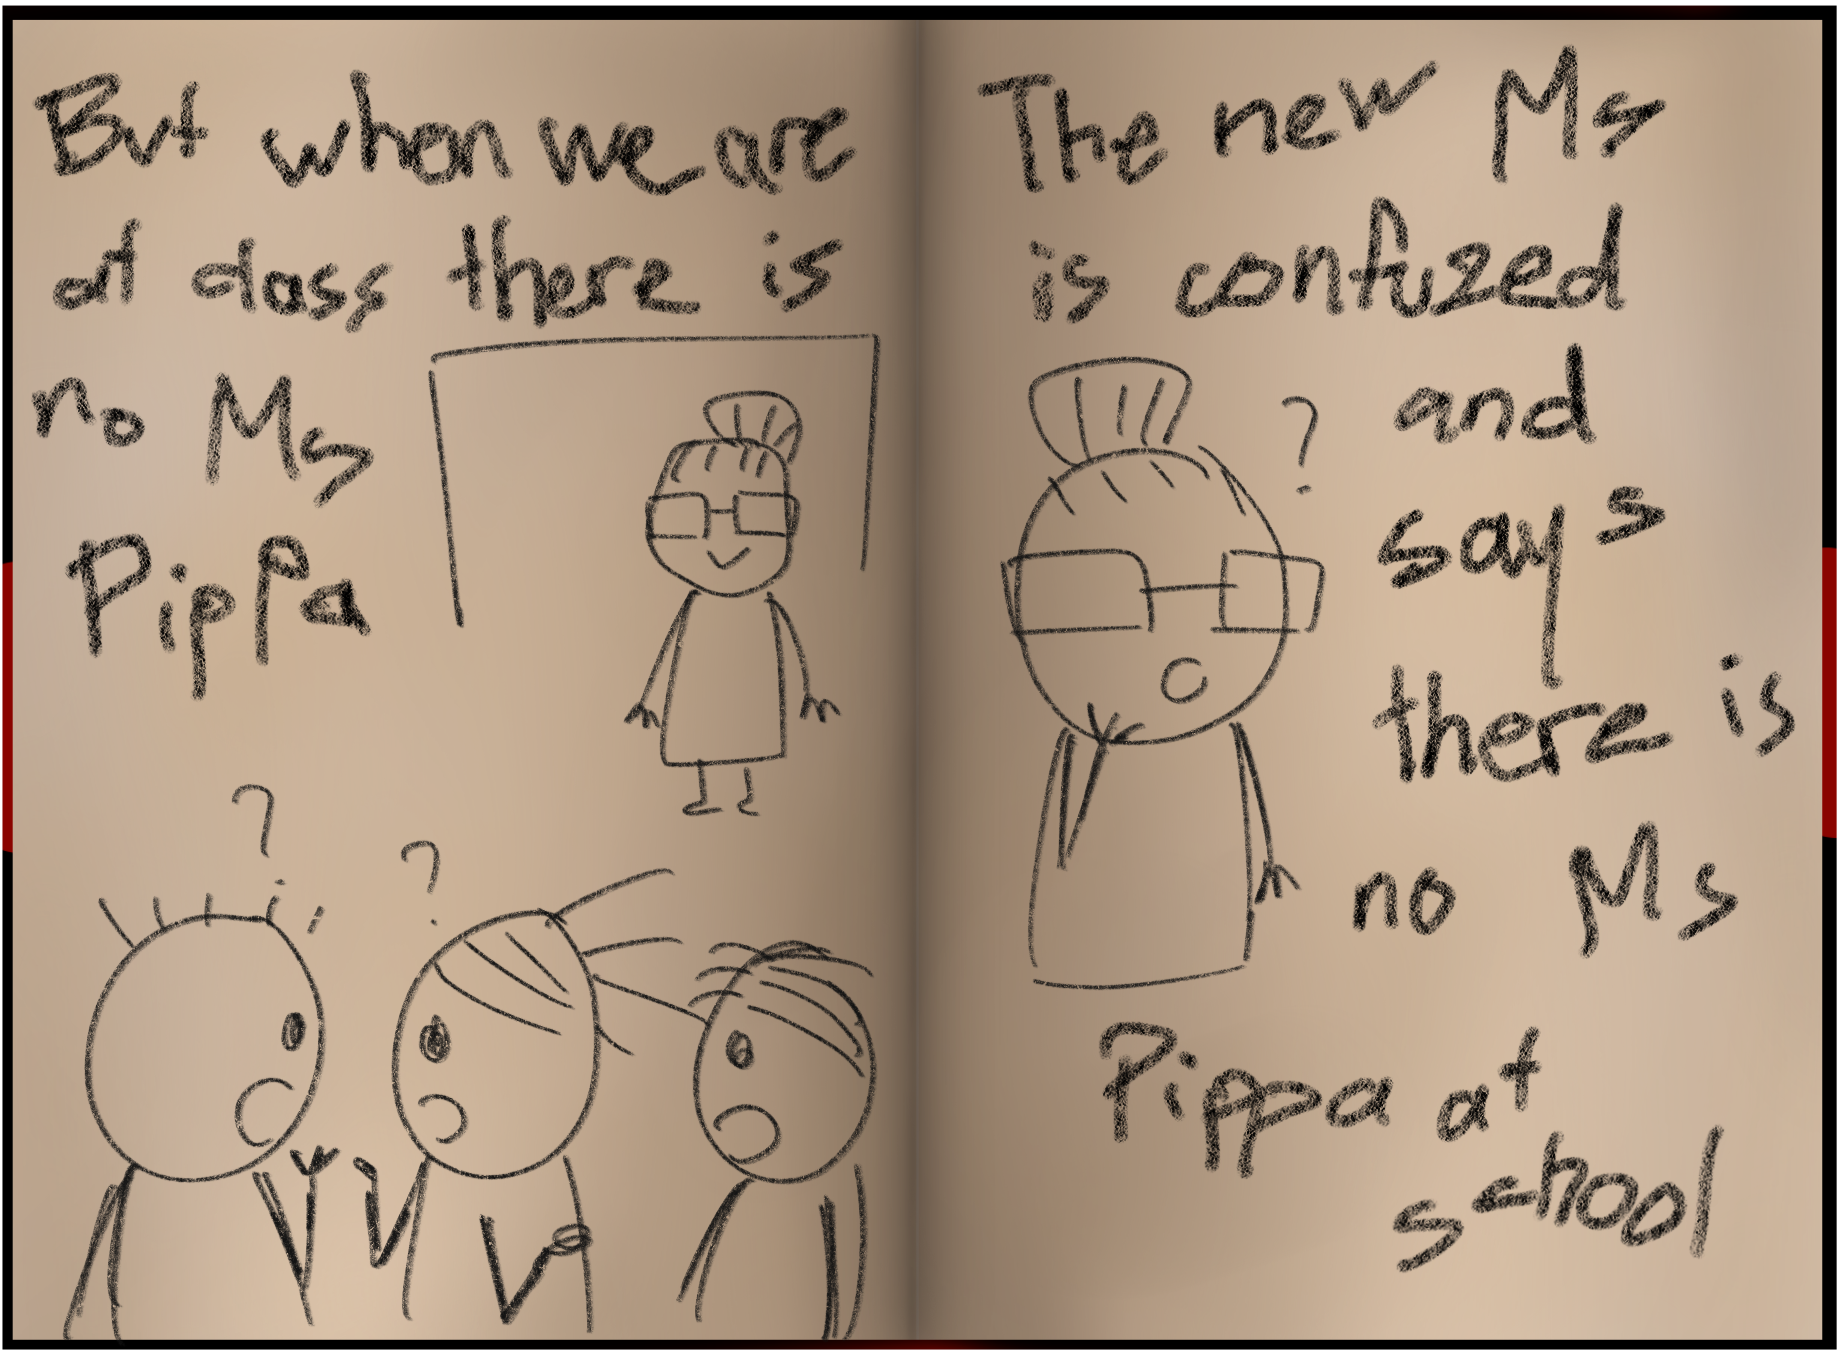 But when we are
at class there is
no Ms
Pippa
?
?
The new Ms
is confuzed
?
and
says
there is
no Ms
Pippa at
school